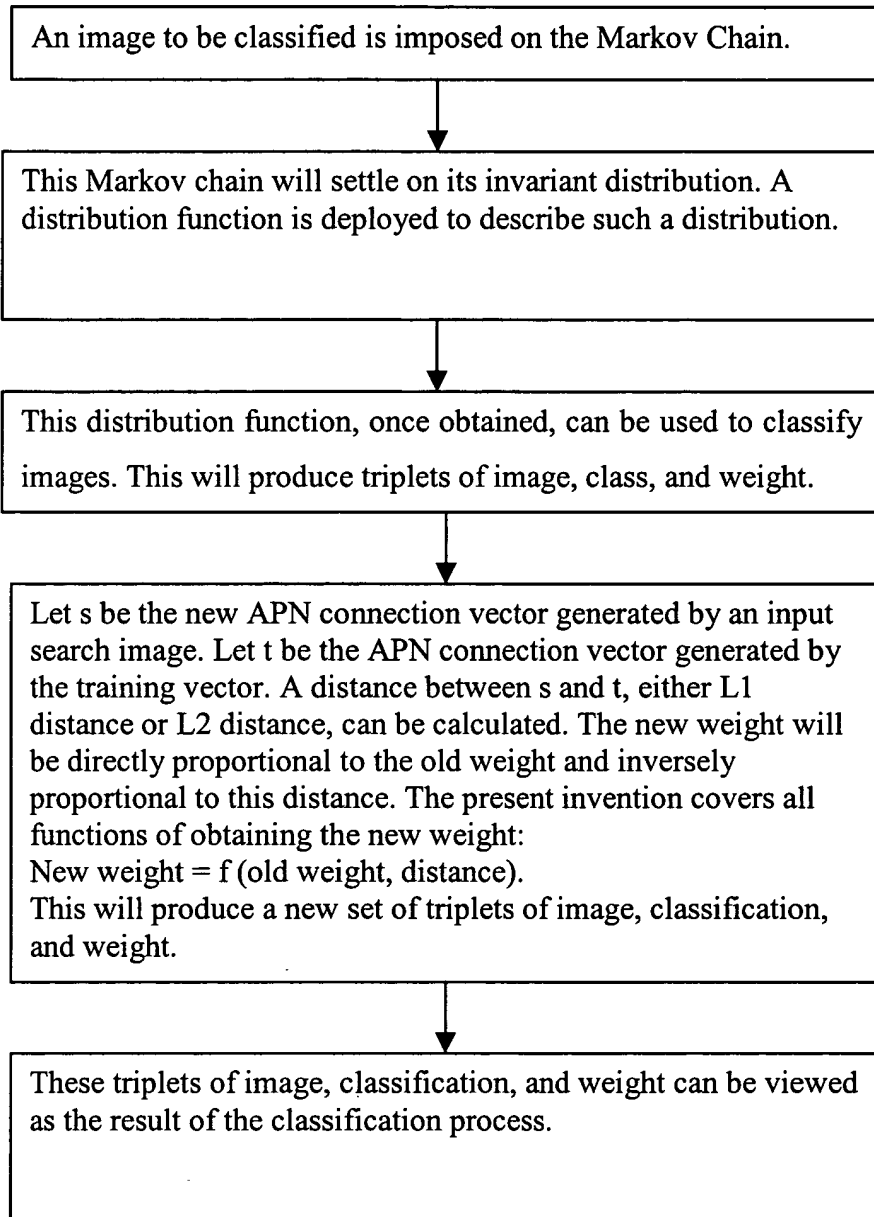 An image to be classified is imposed on the Markov Chain.
This Markov chain will settle on its invariant distribution. A
distribution function is deployed to describe such a distribution.
This distribution function, once obtained, can be used to classify
images. This will produce triplets of image, class, and weight.
Let s be the new APN connection vector generated by an input
search image. Let t be the APN connection vector generated by
the training vector. A distance between s and t, either L1
distance or L2 distance, can be calculated. The new weight will
be directly proportional to the old weight and inversely
proportional to this distance. The present invention covers all
functions of obtaining the new weight:
New weight = f (old weight, distance).
This will produce a new set of triplets of image, classification,
and weight.
These triplets of image, classification, and weight can be viewed
as the result of the classification process.